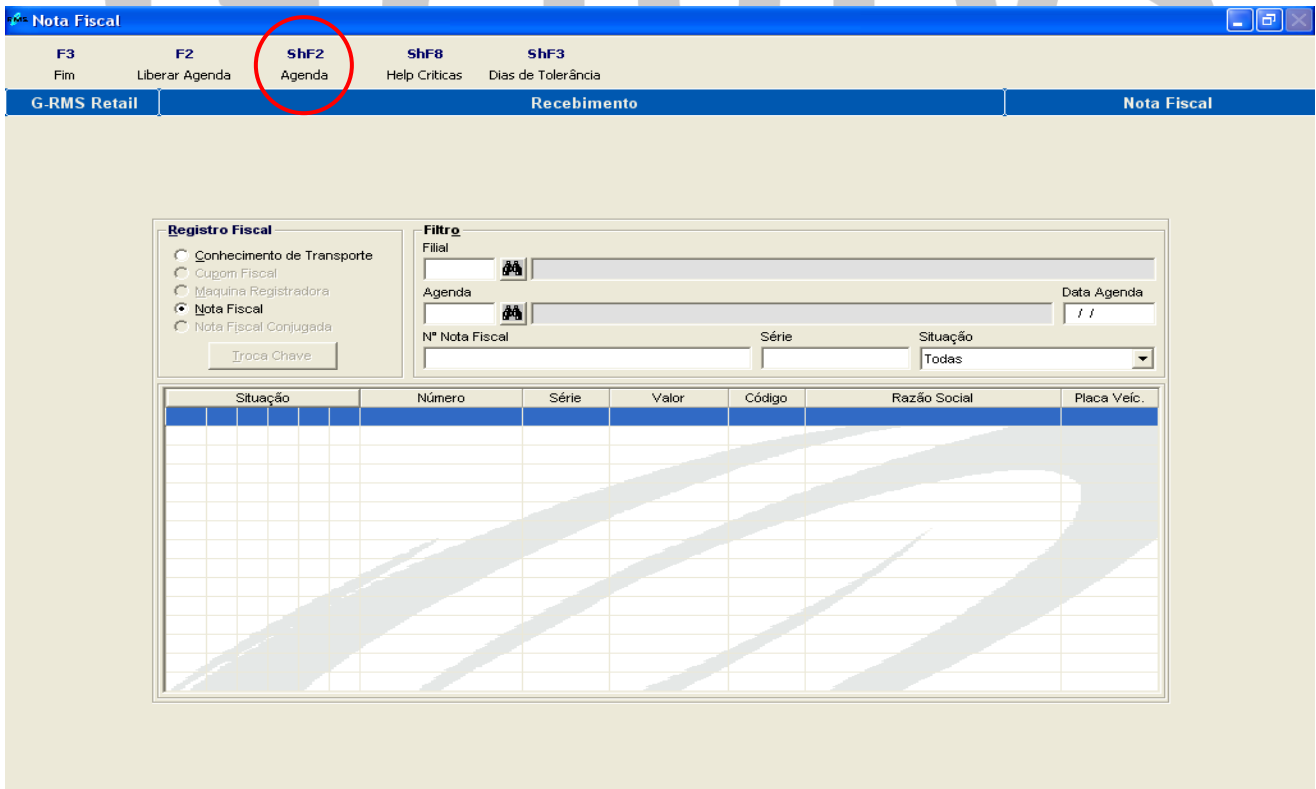 RMS Nota Fiscal
F3 F2 ShF2 ShF8 ShF3
Fim Liberar Agenda Agenda Help Criticas Dias de Tolerância
G-RMS Retail Recebimento Nota Fiscal
Registro Fiscal
Conhecimento de Transporte
Cupom Fiscal
Maquina Registradora
Nota Fiscal
Nota Fiscal Conjugada
Troca Chave
Filtro
Filial
Agenda Data Agenda
/ /
Nº Nota Fiscal Série Situação
Todas
Situação Número Série Valor Código Razão Social Placa Veíc.